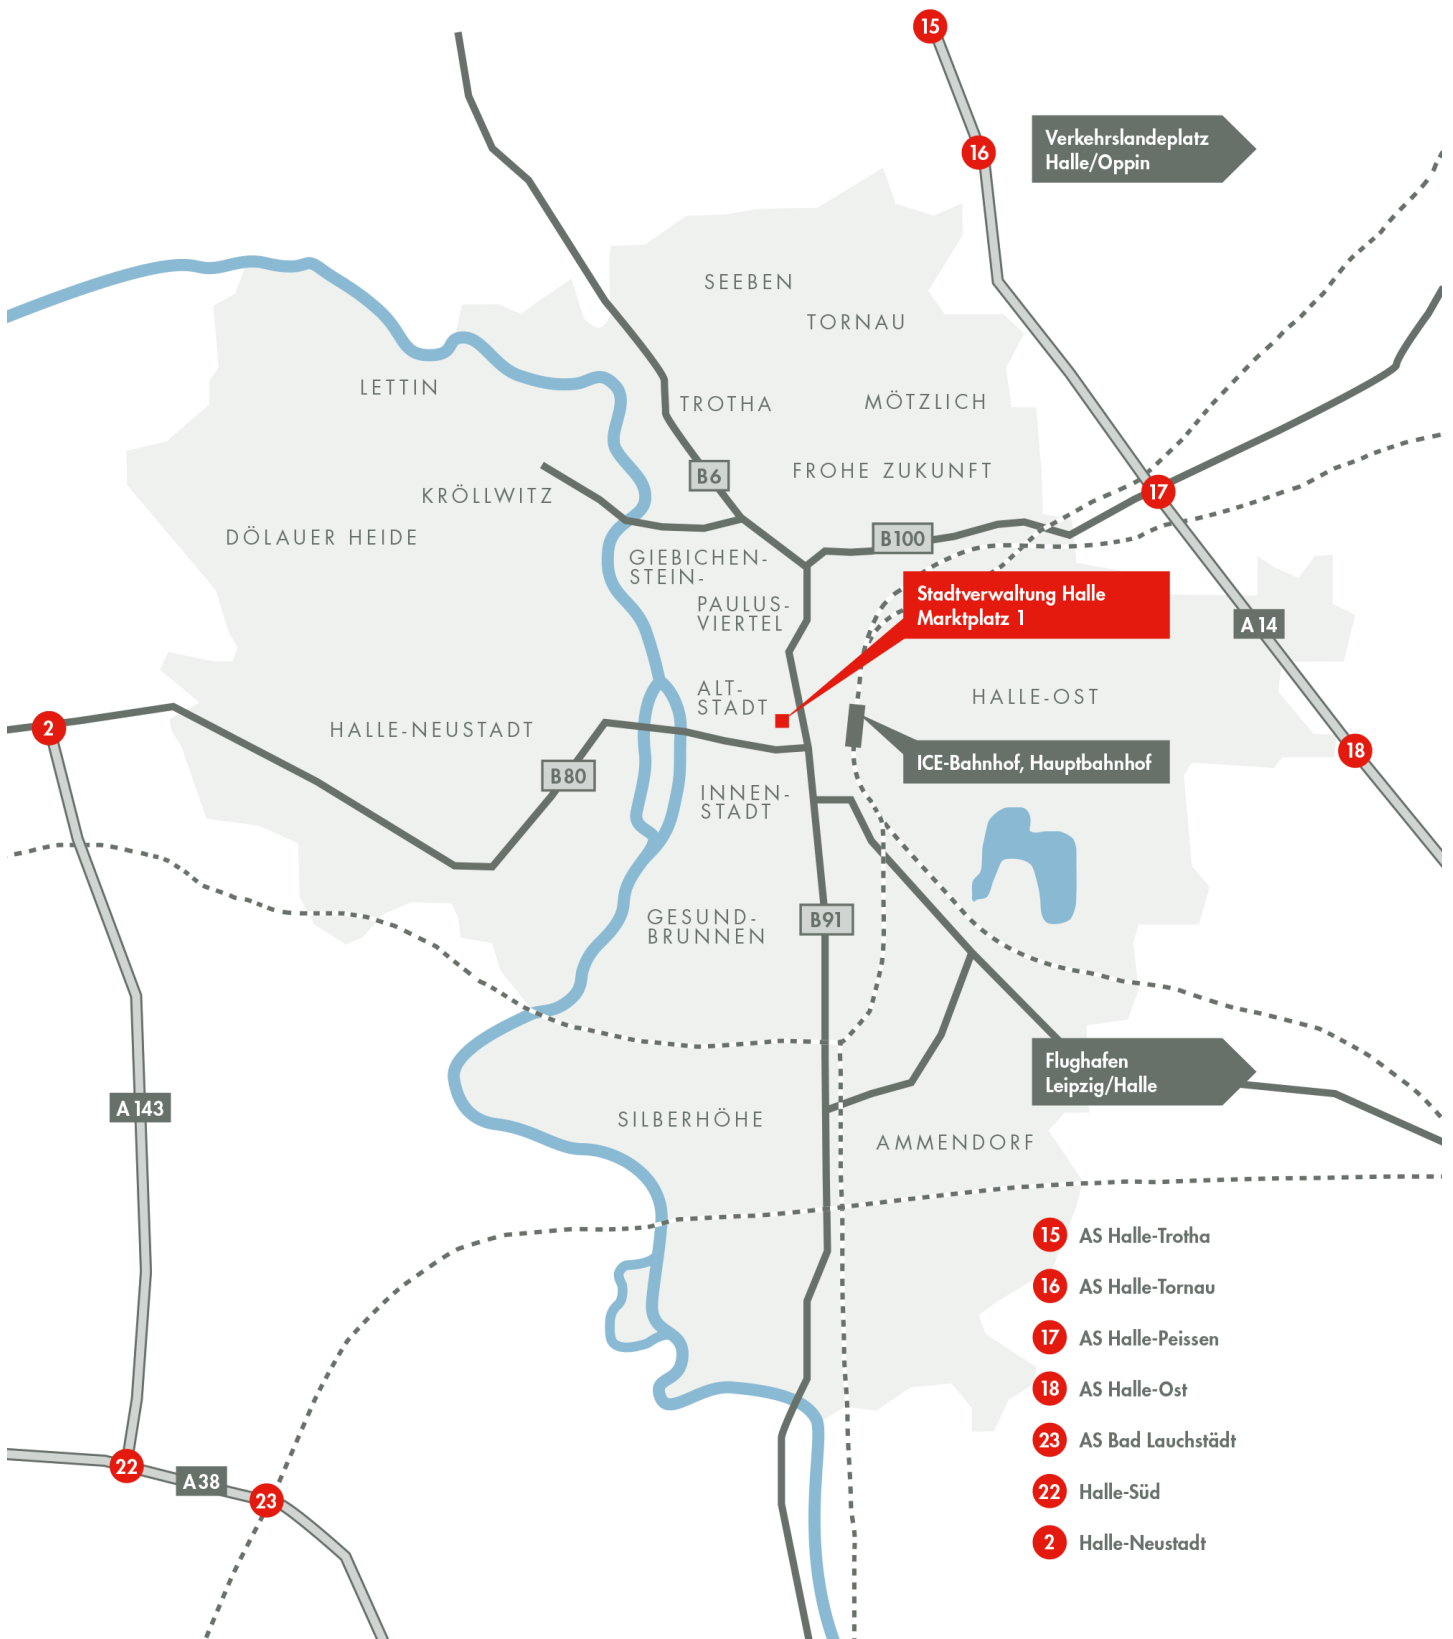 15
16
Verkehrslandeplatz
Halle/Oppin
SEEBEN
TORNAU
LETTIN
TROTHA
MÖTZLICH
B6
FROHE ZUKUNFT
KRÖLLWITZ
17
DÖLAUER HEIDE
B100
GIEBICHEN-
STEIN-
PAULUS-
VIERTEL
Stadtverwaltung Halle
Marktplatz 1
A 14
ALT-
STADT
HALLE-OST
2
HALLE-NEUSTADT
18
ICE-Bahnhof, Hauptbahnhof
B80
INNEN-
STADT
GESUND-
BRUNNEN
B91
Flughafen
Leipzig/Halle
A 143
SILBERHÖHE
AMMENDORF
15 AS Halle-Trotha
16 AS Halle-Tornau
17 AS Halle-Peissen
18 AS Halle-Ost
23 AS Bad Lauchstädt
22 Halle-Süd
2 Halle-Neustadt
22
A38
23